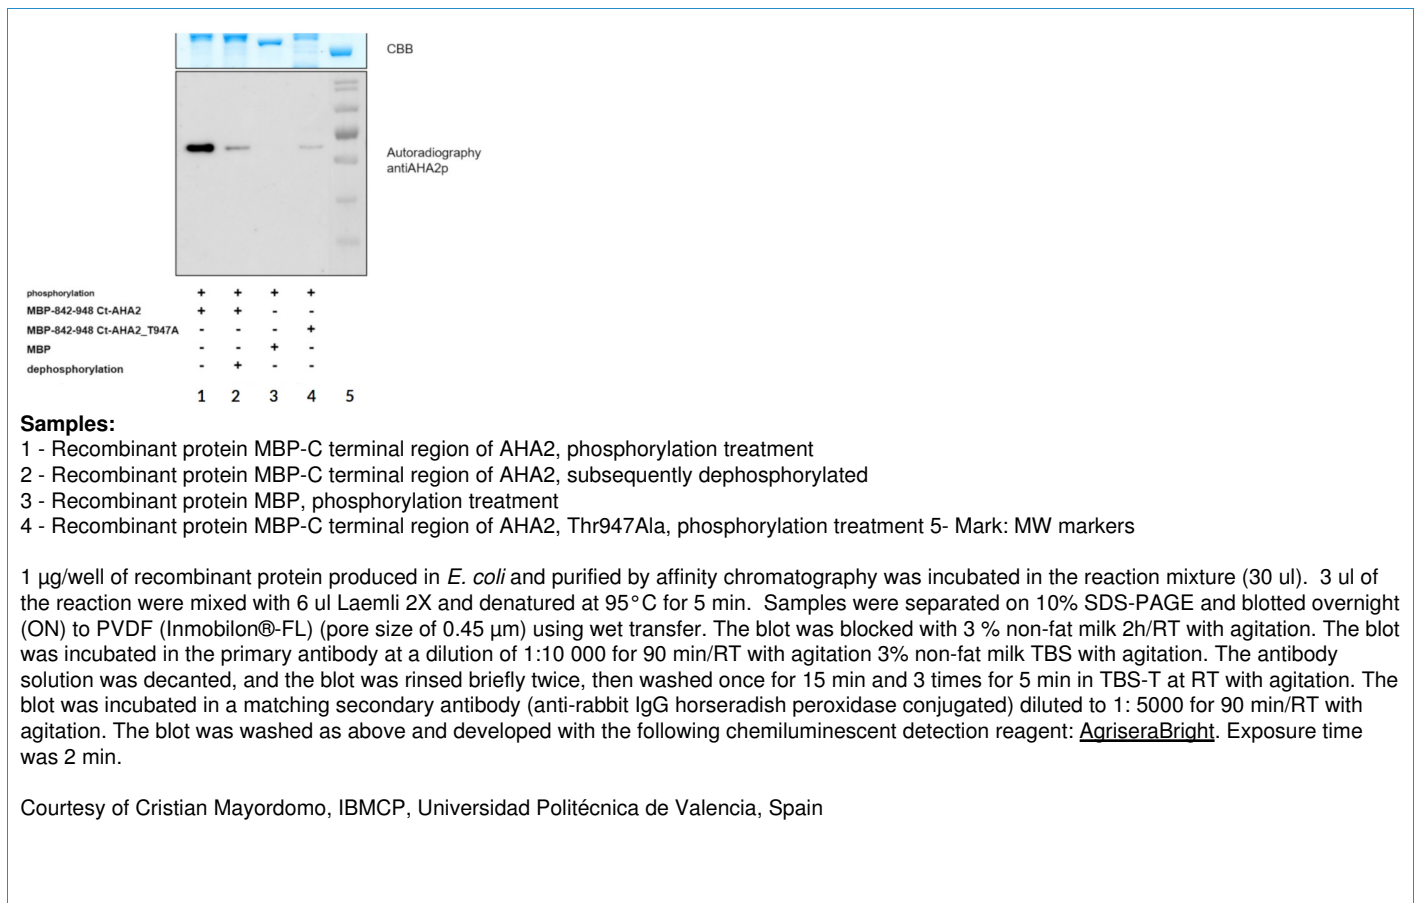 CBB
Autoradiography
antiAHA2p
phosphorylation + + + +
MBP-842-948 Ct-AHA2 + + - -
MBP-842-948 Ct-AHA2_T947A - - - +
MBP - - + -
dephosphorylation - + - -
1 2 3 4 5
Samples:
1 - Recombinant protein MBP-C terminal region of AHA2, phosphorylation treatment
2 - Recombinant protein MBP-C terminal region of AHA2, subsequently dephosphorylated
3 - Recombinant protein MBP, phosphorylation treatment
4 - Recombinant protein MBP-C terminal region of AHA2, Thr947Ala, phosphorylation treatment 5- Mark: MW markers
1 µg/well of recombinant protein produced in E. coli and purified by affinity chromatography was incubated in the reaction mixture (30 ul).  3 ul of
the reaction were mixed with 6 ul Laemli 2X and denatured at 95°C for 5 min.  Samples were separated on 10% SDS-PAGE and blotted overnight
(ON) to PVDF (Inmobilon®-FL) (pore size of 0.45 µm) using wet transfer. The blot was blocked with 3 % non-fat milk 2h/RT with agitation. The blot
was incubated in the primary antibody at a dilution of 1:10 000 for 90 min/RT with agitation 3% non-fat milk TBS with agitation. The antibody
solution was decanted, and the blot was rinsed briefly twice, then washed once for 15 min and 3 times for 5 min in TBS-T at RT with agitation. The
blot was incubated in a matching secondary antibody (anti-rabbit IgG horseradish peroxidase conjugated) diluted to 1: 5000 for 90 min/RT with
agitation. The blot was washed as above and developed with the following chemiluminescent detection reagent: AgriseraBright. Exposure time
was 2 min.
Courtesy of Cristian Mayordomo, IBMCP, Universidad Politécnica de Valencia, Spain